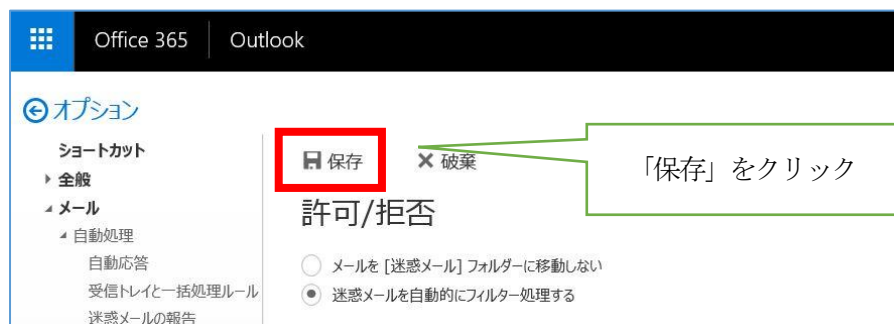 Office 365 Outlook
オプション
ショートカット
全般
メール
自動処理
自動応答
受信トレイと一括処理ルール
迷惑メールの報告
保存 破棄
「保存」をクリック
許可/拒否
メールを [迷惑メール] フォルダーに移動しない
迷惑メールを自動的にフィルター処理する